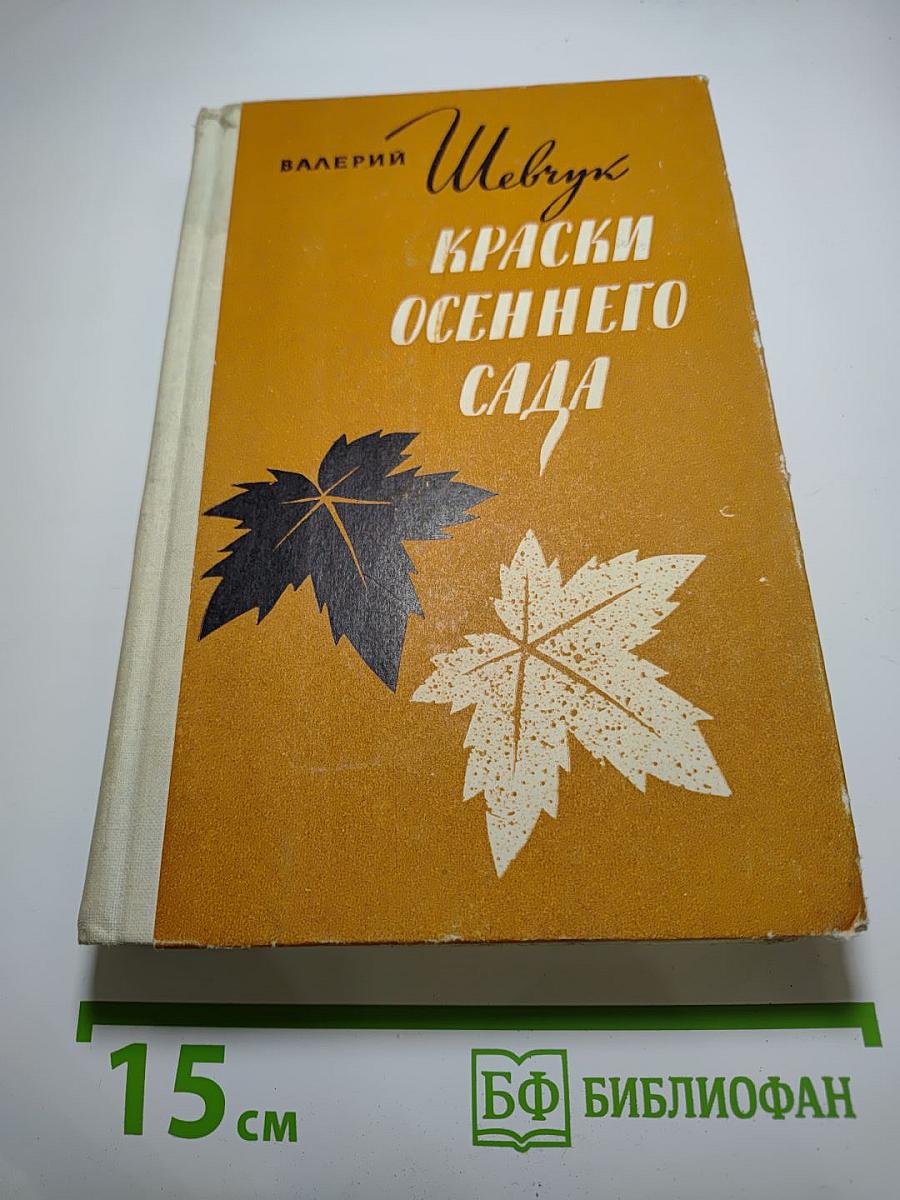 ВАЛЕРИЙ Шевчук
КРАСКИ
ОСЕННЕГО
САДА
15 см
БФ БИБЛИОФАН